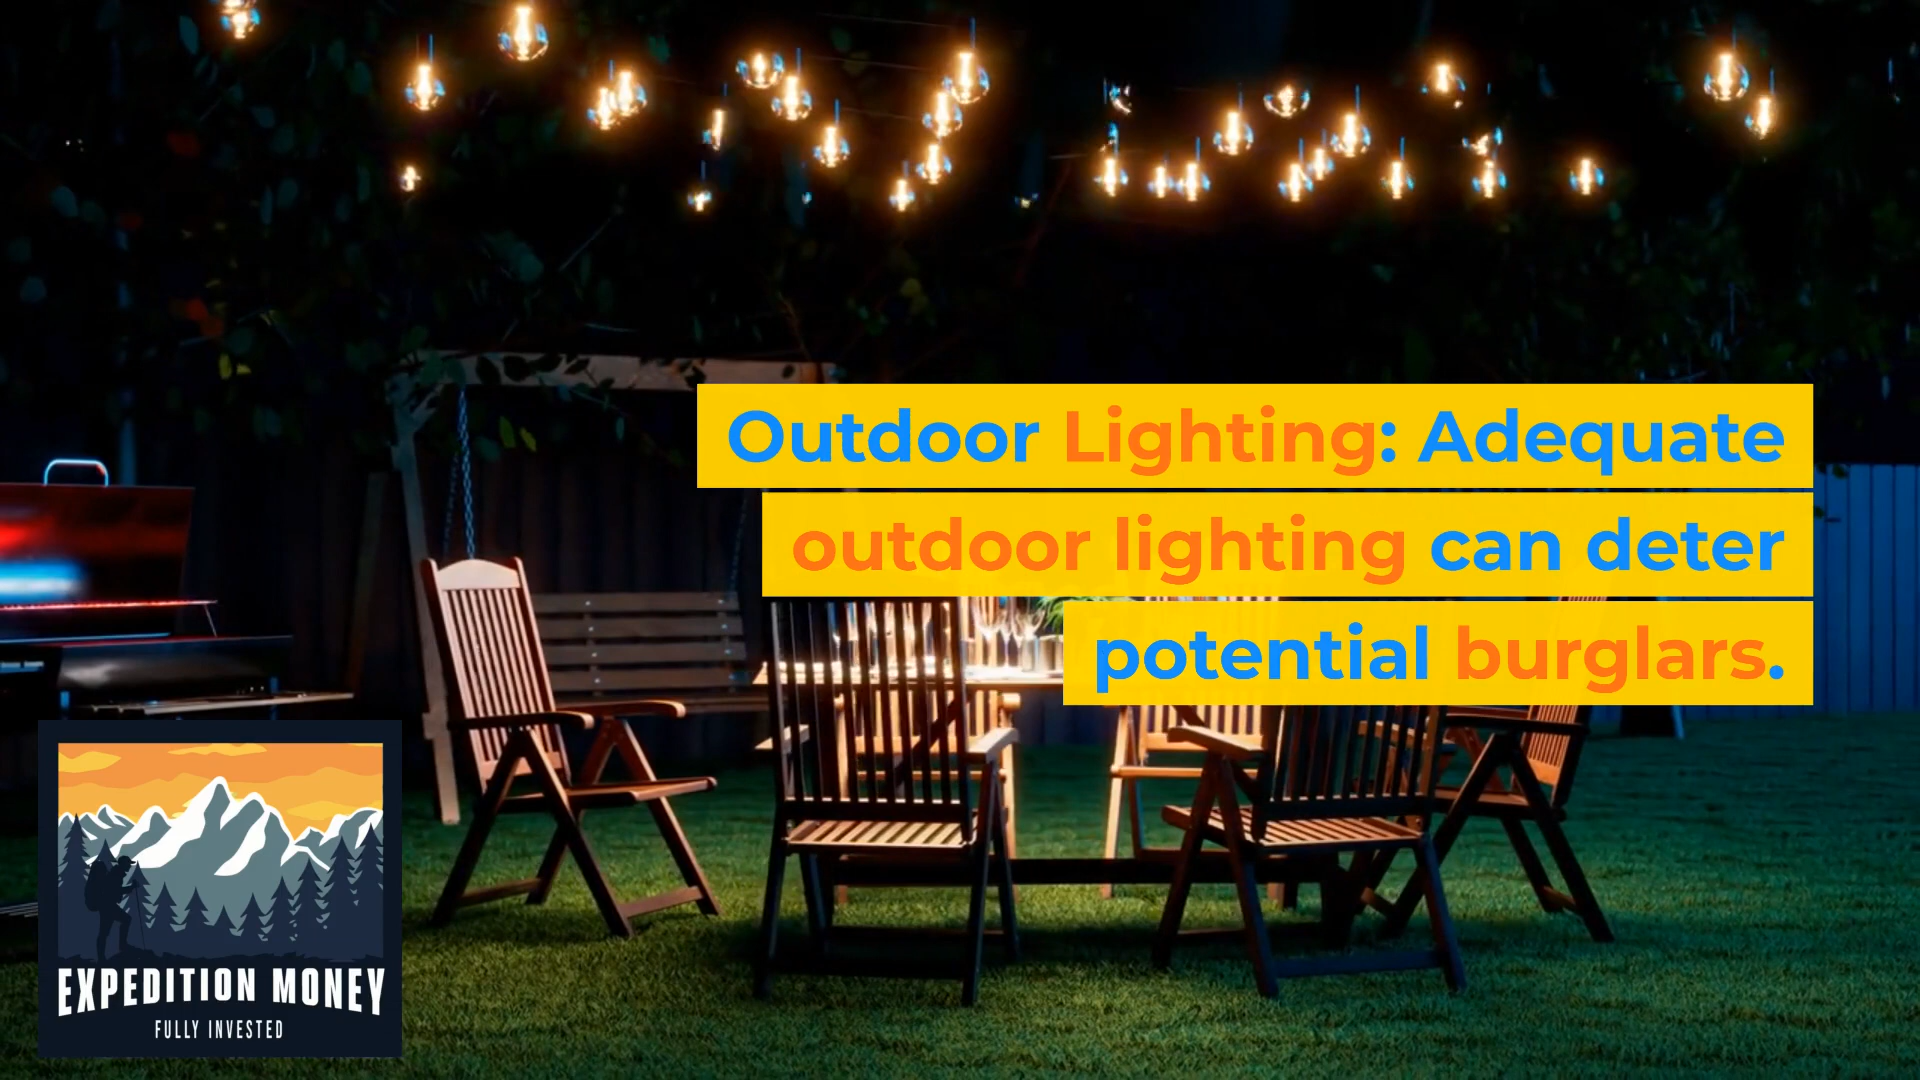 Outdoor Lighting: Adequate
outdoor lighting can deter
potential burglars.
EXPEDITION MONEY
FULLY INVESTED